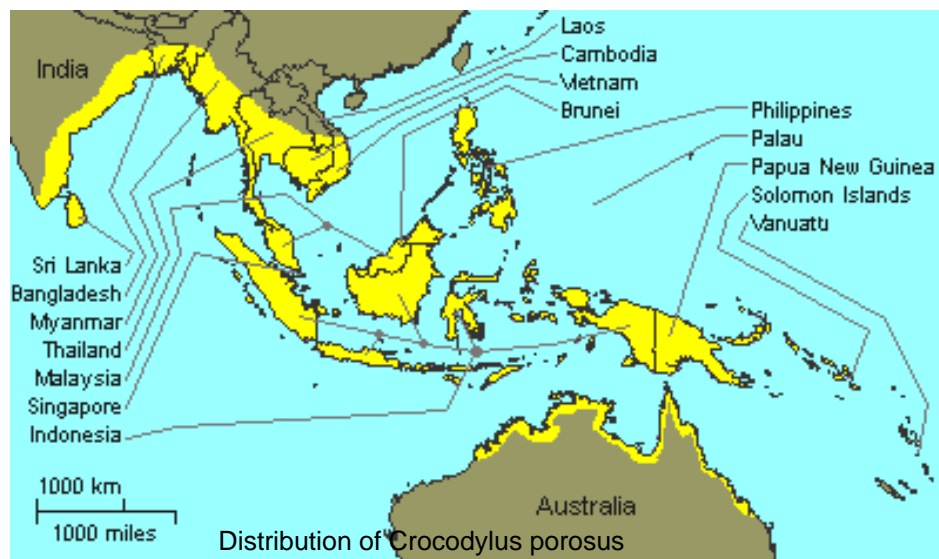 India
Laos
Cambodia
Vietnam
Brunei
Philippines
Palau
Papua New Guinea
Solomon Islands
Vanuatu
Sri Lanka
Bangladesh
Myanmar
Thailand
Malaysia
Singapore
Indonesia
1000 km
1000 miles
Australia
Distribution of Crocodylus porosus